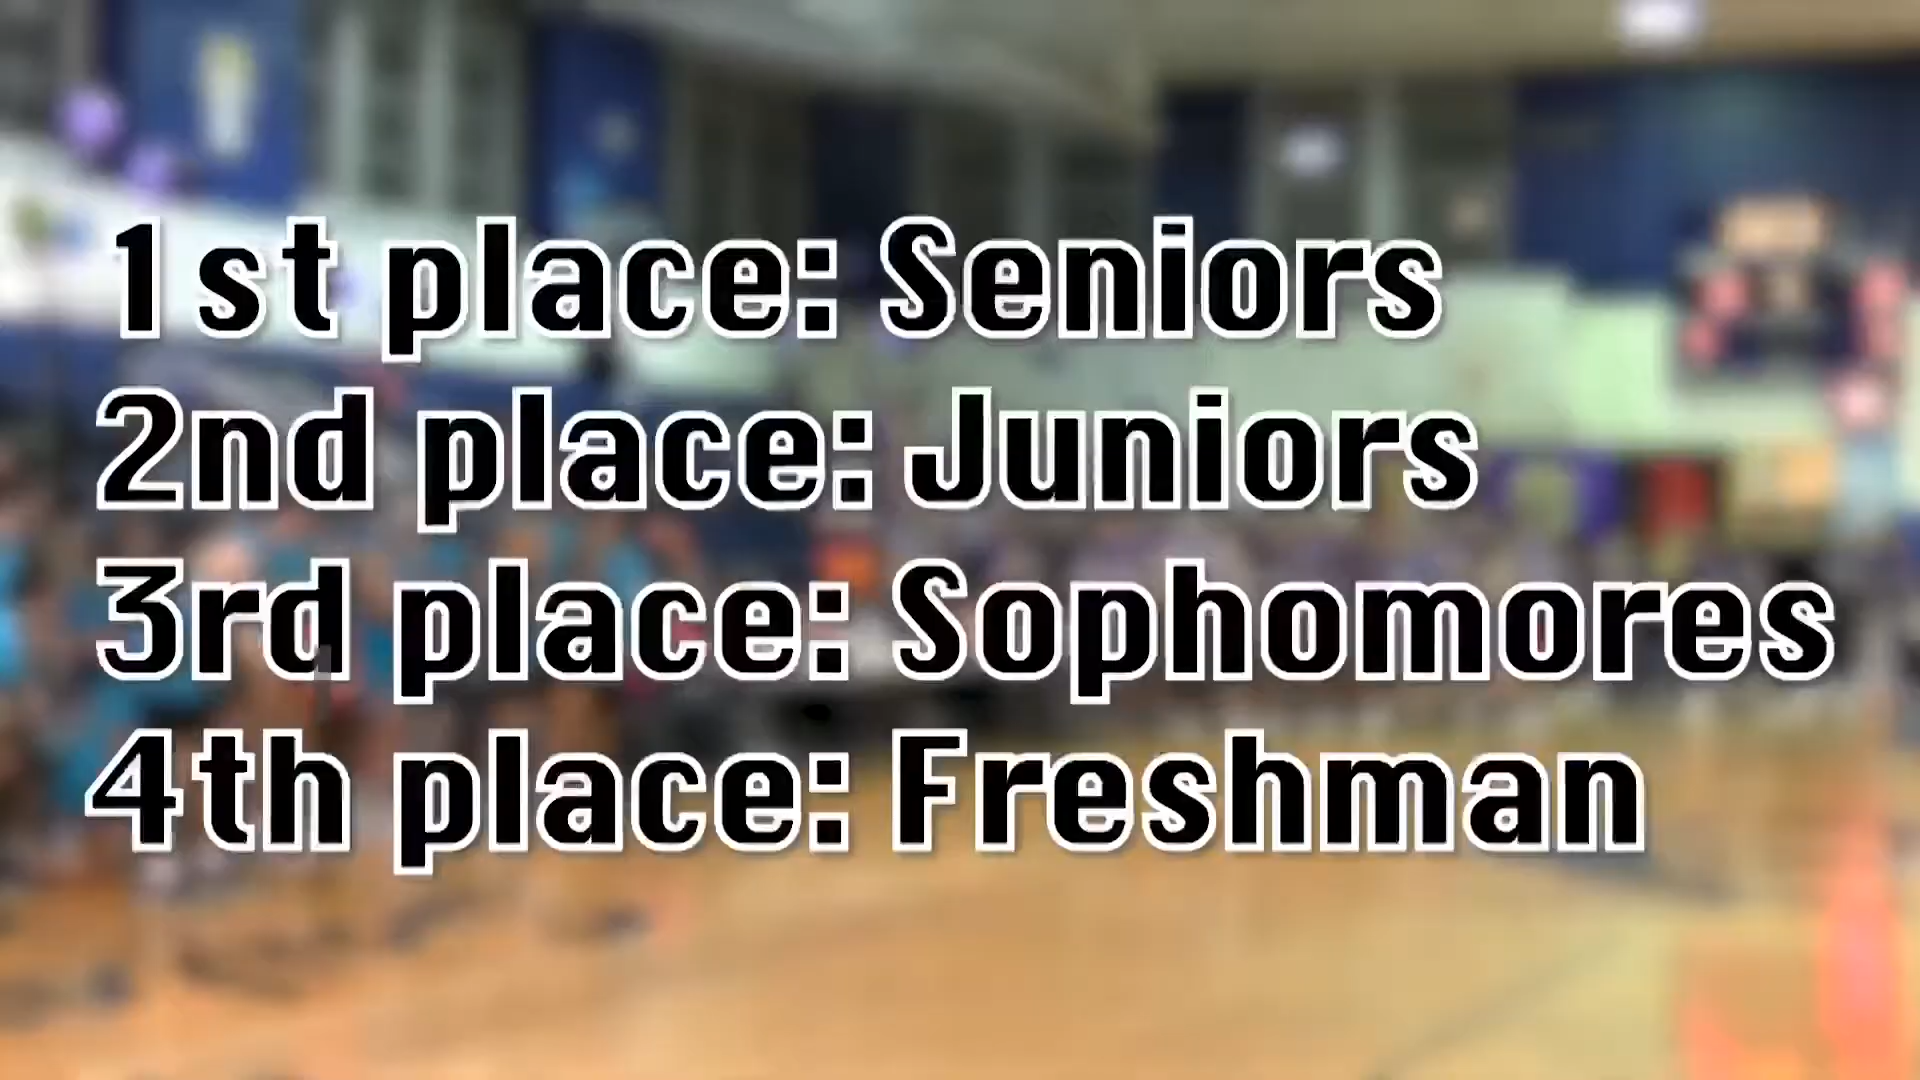 1st place: Seniors
2nd place: Juniors
3rd place: Sophomores
4th place: Freshman